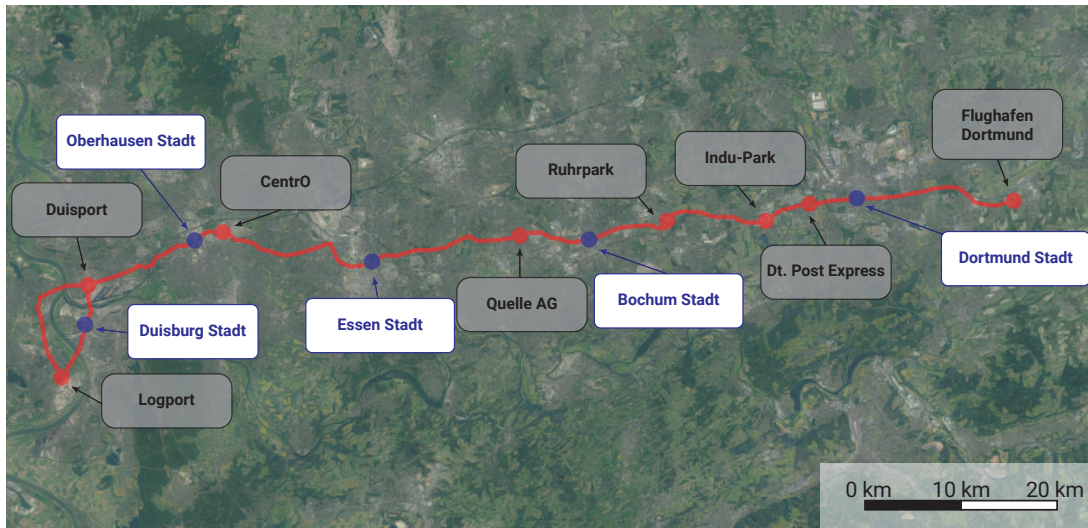 Oberhausen Stadt
CentrO
Duisport
Ruhrpark
Indu-Park
Flughafen
Dortmund
Dt. Post Express
Dortmund Stadt
Quelle AG
Bochum Stadt
Essen Stadt
Duisburg Stadt
Logport
0 km 10 km 20 km